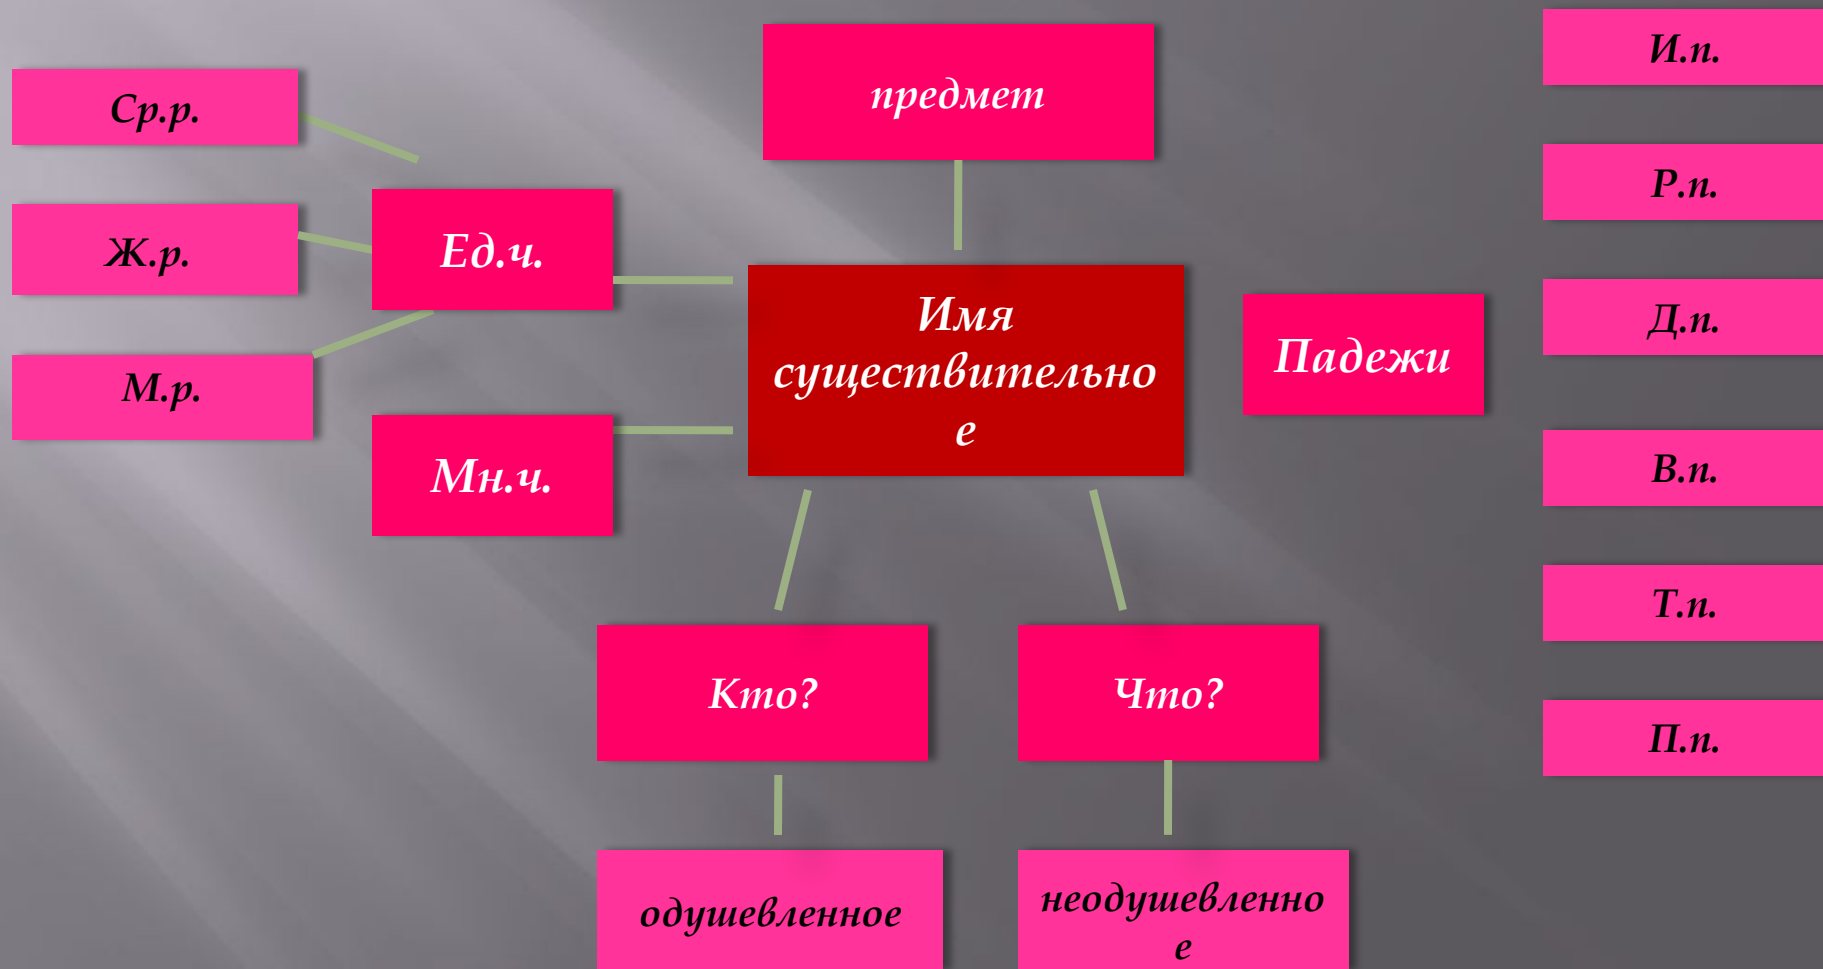 предмет
Ср.р.
Ж.р.
М.р.
Ед.ч.
Мн.ч.
Имя
существительно
е
Падежи
И.п.
Р.п.
Д.п.
В.п.
Т.п.
П.п.
Кто?
Что?
одушевленное
неодушевленно
е